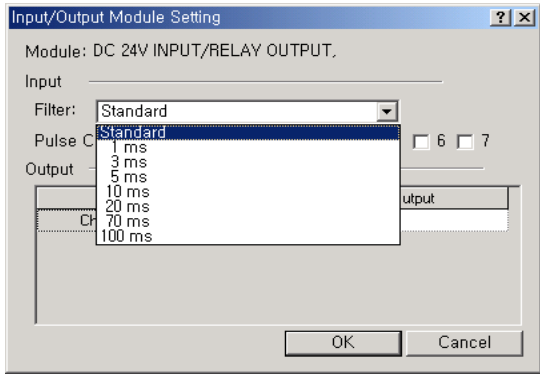 Input/Output Module Setting
Module: DC 24V INPUT/RELAY OUTPUT,
Input
Filter: Standard
Standard
1 ms
3 ms
5 ms
10 ms
20 ms
70 ms
100 ms
Pulse C 6 7
Output
utput
Ch
OK Cancel